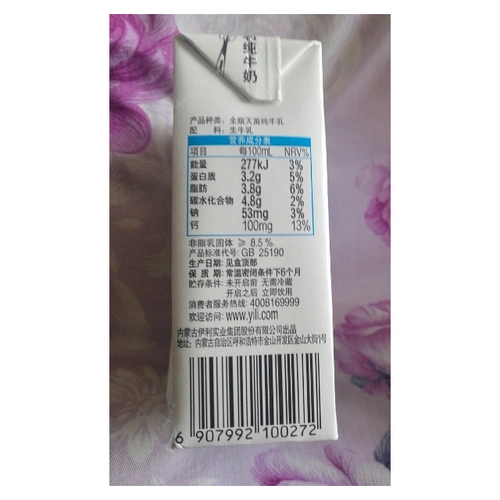 纯牛奶
产品种类: 全脂灭菌纯牛乳
配 料: 生牛乳
营养成分表
项目 每100mL NRV%
能量 277kJ 3%
蛋白质 3.2g 5%
脂肪 3.8g 6%
碳水化合物 4.8g 2%
钠 53mg 3%
钙 100mg 13%
非脂乳固体 ≥ 8.5 %
产品标准代号: GB 25190
生产日期: 见盒顶部
保 质 期: 常温密闭条件下6个月
贮存条件: 未开启前 无需冷藏
开启之后 立即饮用
消费者服务热线: 4008169999
欢迎访问: www.yili.com
内蒙古伊利实业集团股份有限公司出品
地址: 内蒙古自治区呼和浩特市金山开发区金山大街1号
6 907992 100272